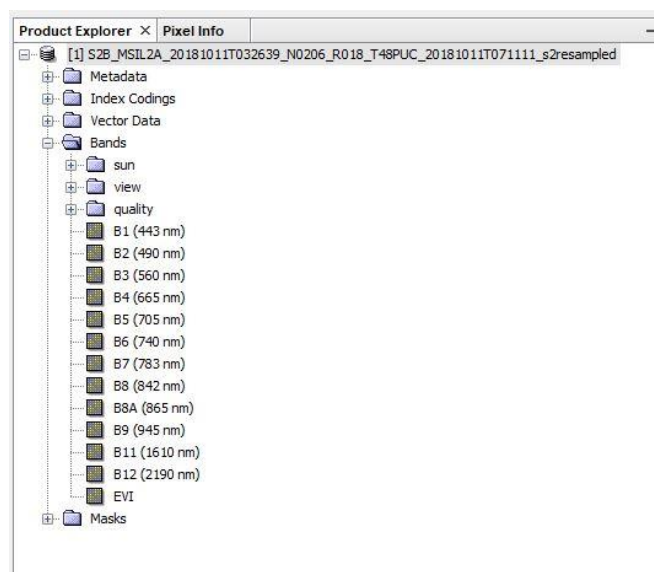 Product Explorer × Pixel Info
[1] S2B_MSIL2A_20181011T032639_N0206_R018_T48PUC_20181011T071111_s2resampled
Metadata
Index Codings
Vector Data
Bands
sun
view
quality
B1 (443 nm)
B2 (490 nm)
B3 (560 nm)
B4 (665 nm)
B5 (705 nm)
B6 (740 nm)
B7 (783 nm)
B8 (842 nm)
B8A (865 nm)
B9 (945 nm)
B11 (1610 nm)
B12 (2190 nm)
EVI
Masks